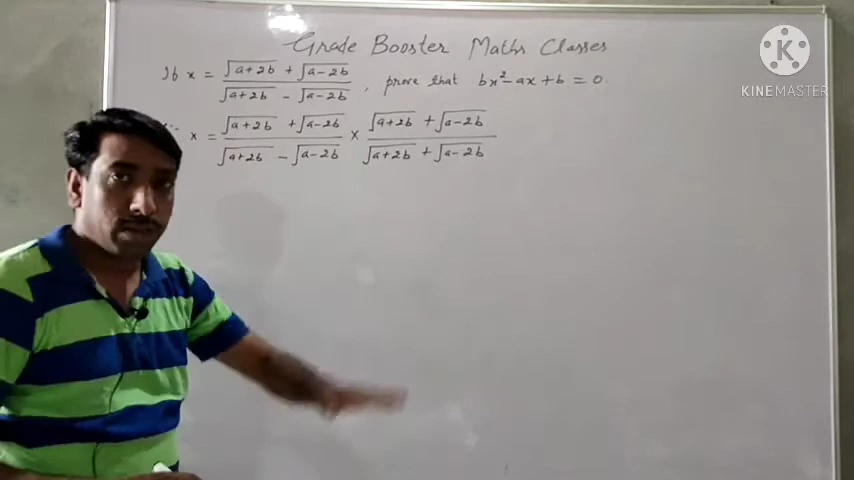 Grade Booster Maths Classes
If x = (√(a+2b) + √(a-2b)) / (√(a+2b) - √(a-2b)), prove that bx² - ax + b = 0.
x = (√(a+2b) + √(a-2b)) / (√(a+2b) - √(a-2b)) × (√(a+2b) + √(a-2b)) / (√(a+2b) + √(a-2b))
KINEMASTER